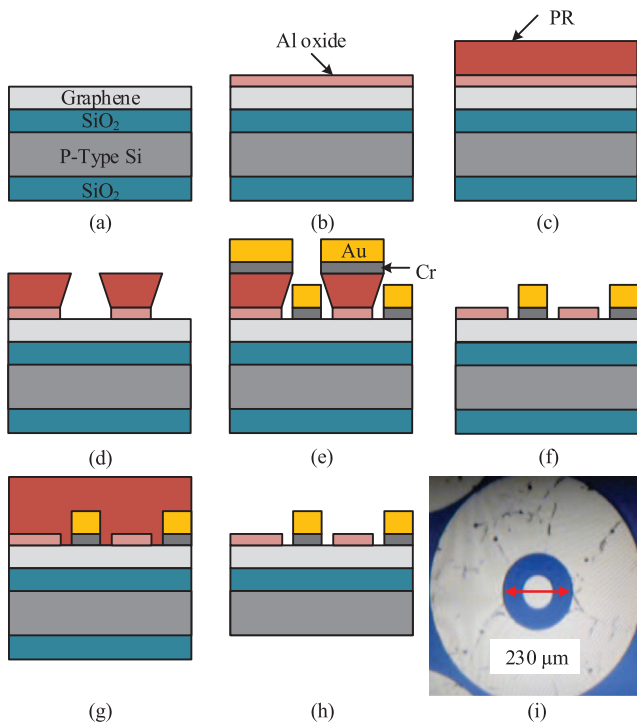 PR
Al oxide
Graphene
SiO₂
P-Type Si
SiO₂
(a)
(b)
(c)
Au
Cr
(d)
(e)
(f)
230 μm
(g)
(h)
(i)